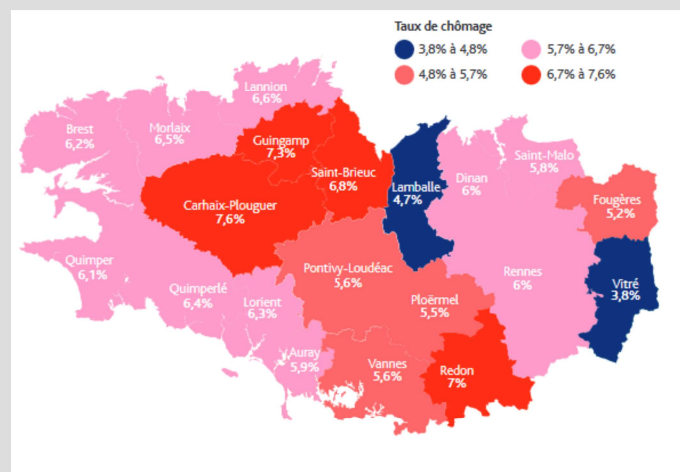 Taux de chômage
3,8% à 4,8%
5,7% à 6,7%
4,8% à 5,7%
6,7% à 7,6%
Lannion
6,6%
Brest
6,2%
Morlaix
6,5%
Guingamp
7,3%
Saint-Brieuc
6,8%
Lamballe
4,7%
Dinan
6%
Saint-Malo
5,8%
Fougères
5,2%
Carhaix-Plouguer
7,6%
Quimper
6,1%
Quimperlé
6,4%
Lorient
6,3%
Pontivy-Loudéac
5,6%
Ploërmel
5,5%
Rennes
6%
Vitré
3,8%
Auray
5,9%
Vannes
5,6%
Redon
7%